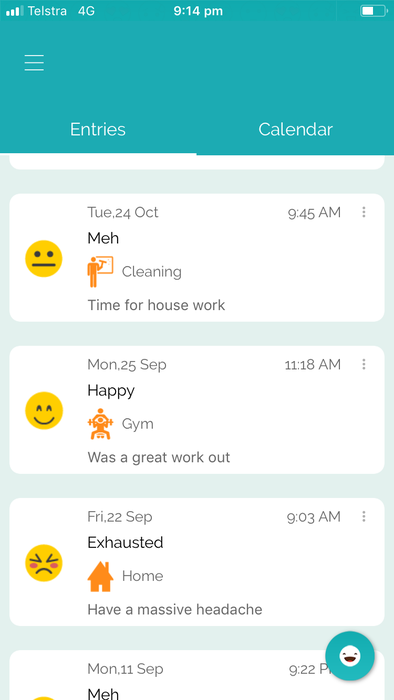 Telstra 4G 9:14 pm
Entries Calendar
Tue,24 Oct 9:45 AM
Meh
Cleaning
Time for house work
Mon,25 Sep 11:18 AM
Happy
Gym
Was a great work out
Fri,22 Sep 9:03 AM
Exhausted
Home
Have a massive headache
Mon,11 Sep 9:22
Meh